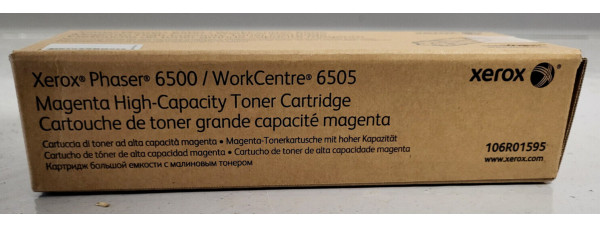 Xerox® Phaser® 6500 / WorkCentre® 6505
Magenta High-Capacity Toner Cartridge
Cartouche de toner grande capacité magenta
Cartuccia di toner ad alta capacità magenta • Magenta-Tonerkartusche mit hoher Kapazität
Cartucho de tóner de alta capacidad magenta • Cartucho de toner de alta capacidade magenta
Картридж большой емкости с малиновым тонером
xerox
106R01595
www.xerox.com